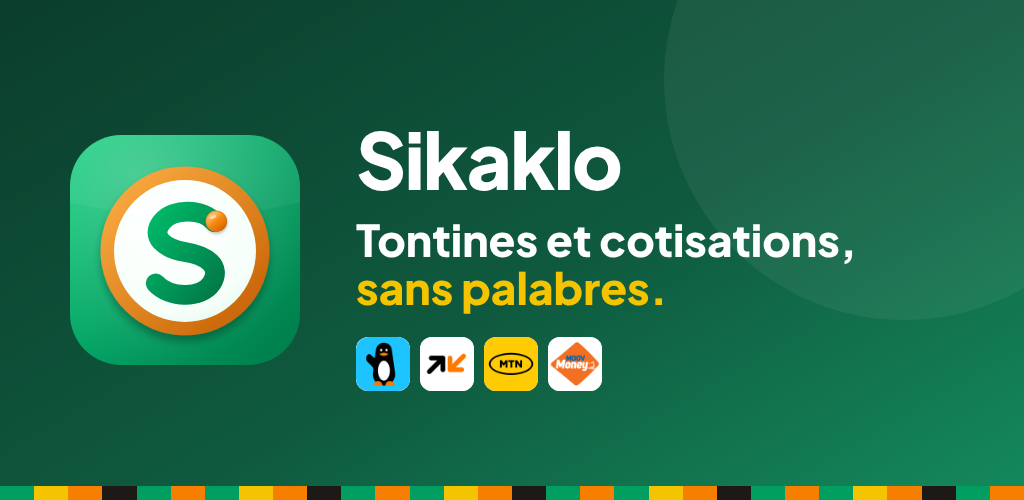 S
Sikaklo
Tontines et cotisations,
sans palabres.
MTN
MOOV
Money